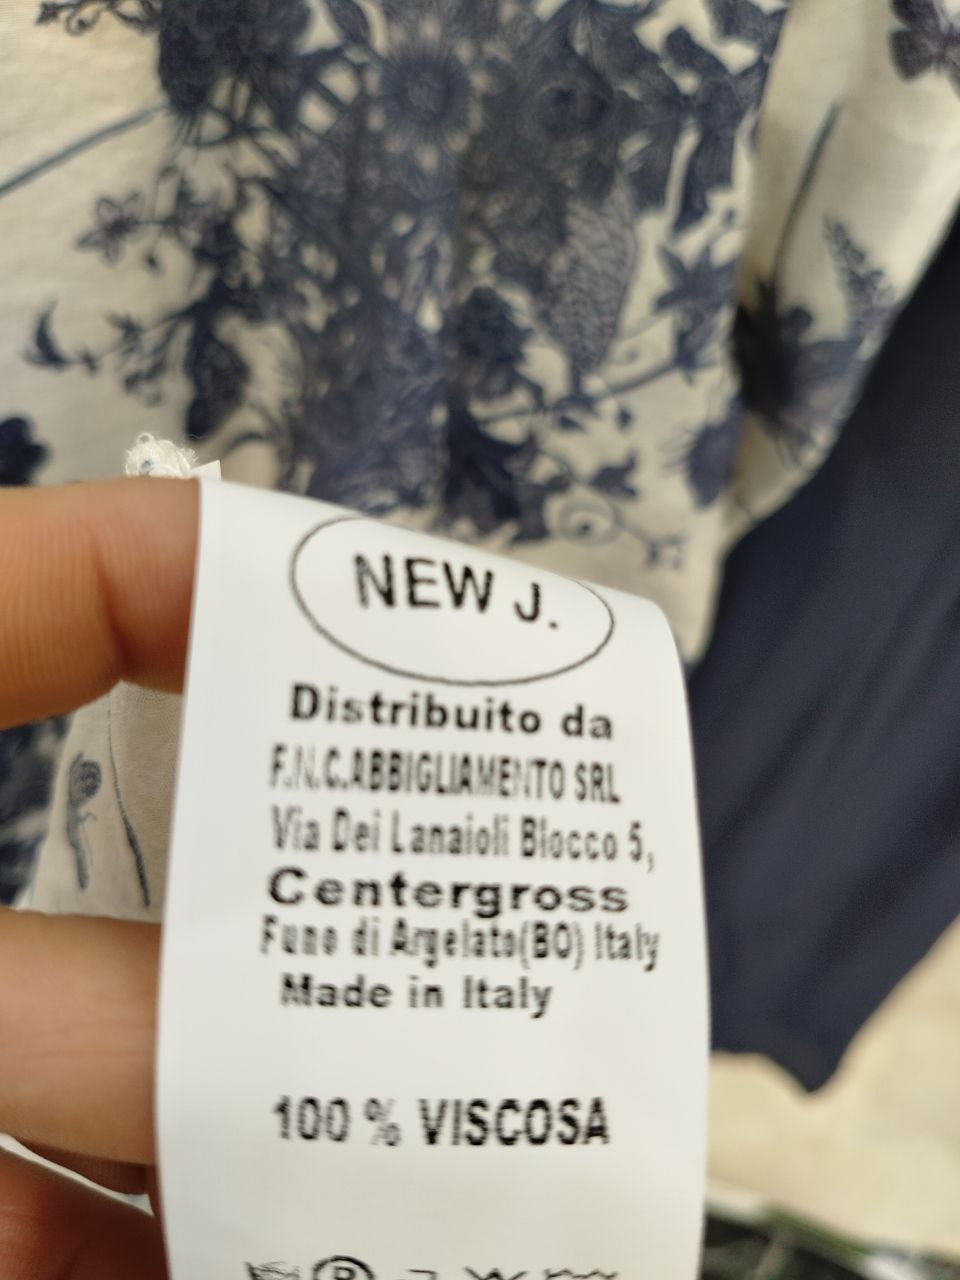 NEW J.
Distribuito da
F.N.C.ABBIGLIAMENTO SRL
Via Dei Lanaioli Blocco 5,
Centergross
Funo di Argelato(BO) Italy
Made in Italy
100 % VISCOSA